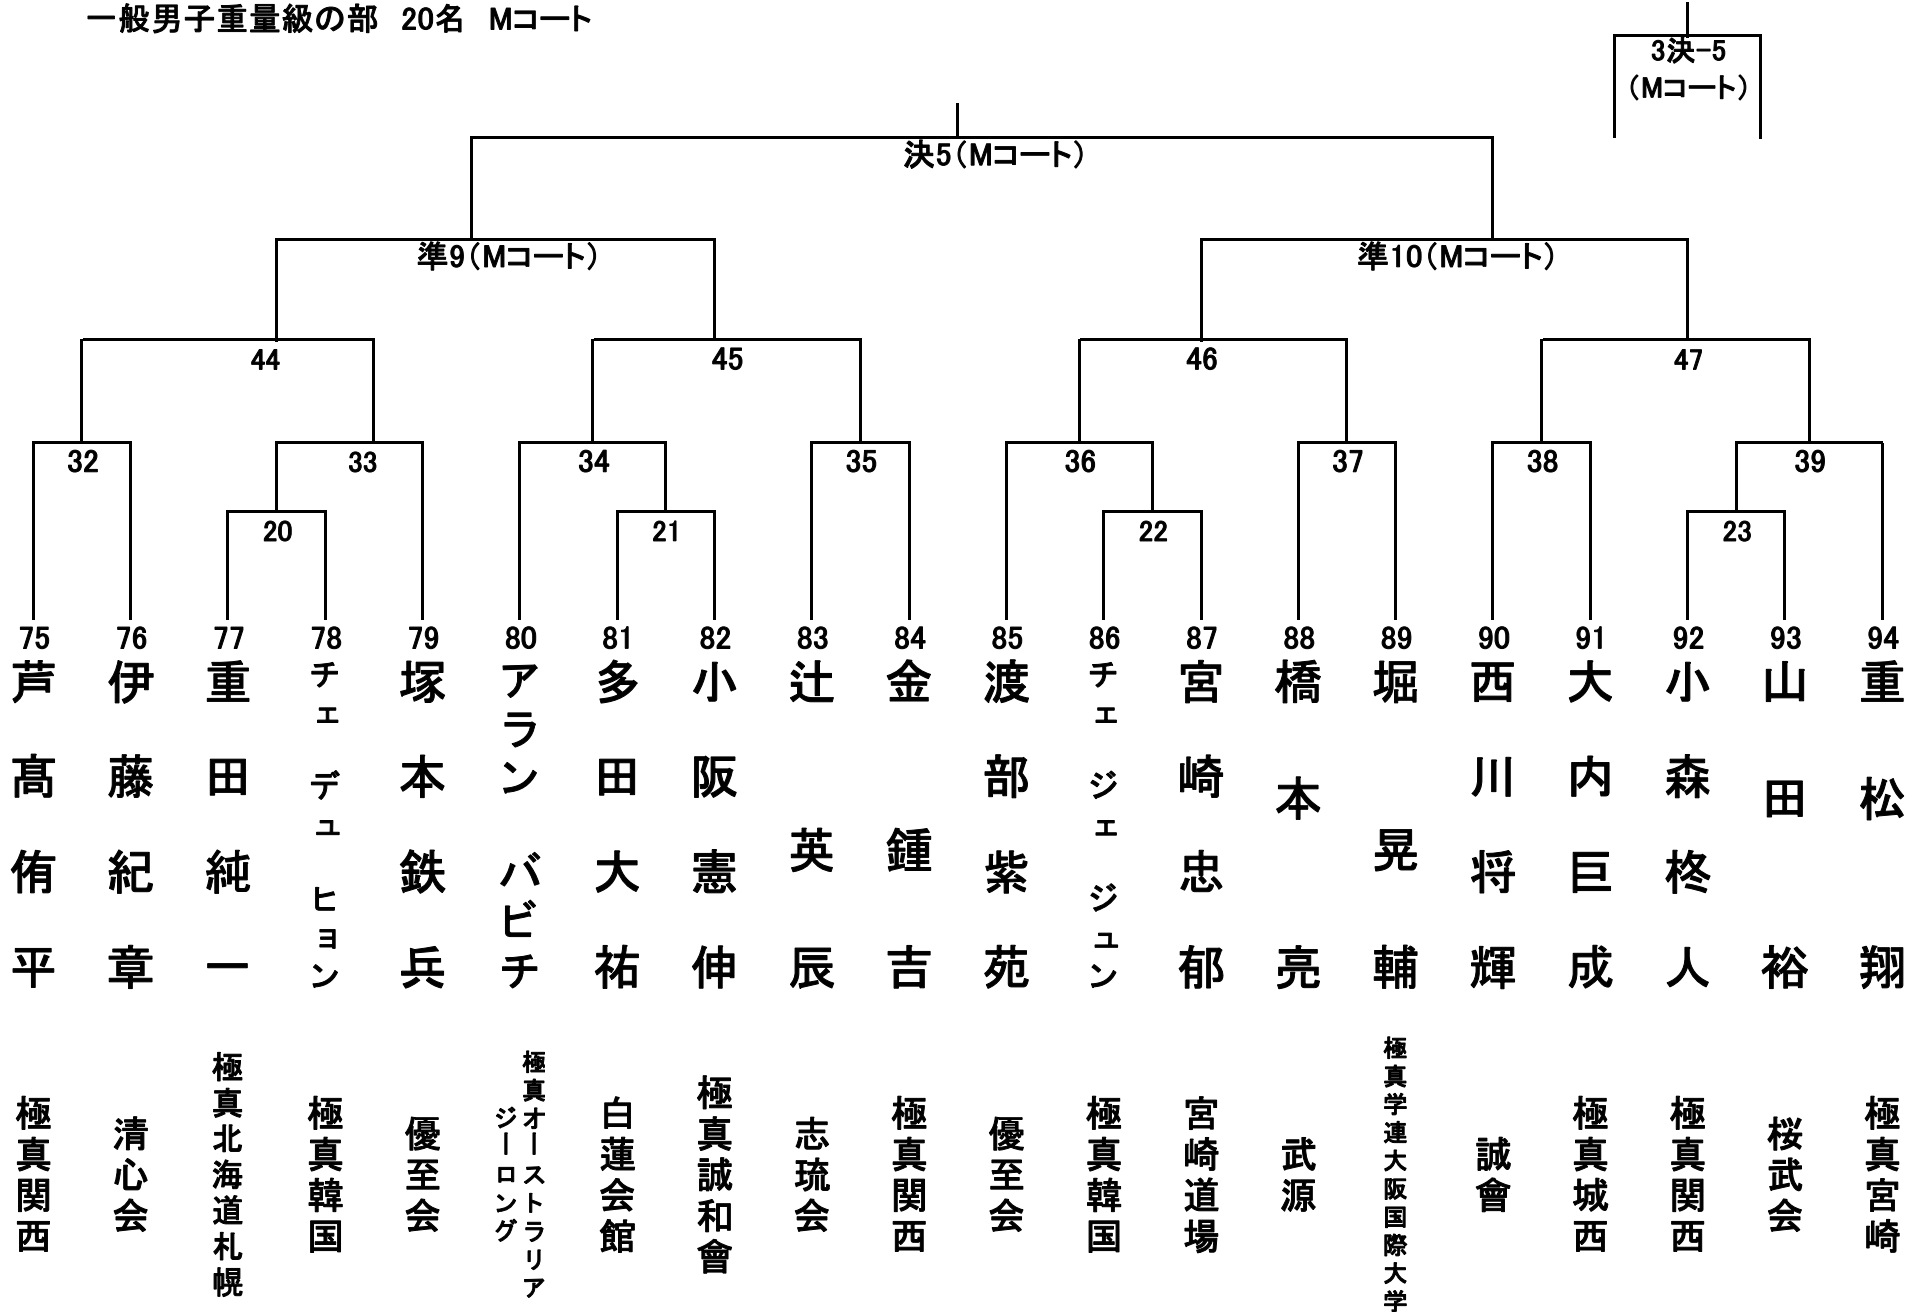 一般男子重量級の部 20名 Mコート
3決-5
(Mコート)
決5(Mコート)
準9(Mコート)
準10(Mコート)
44
45
46
47
32
33
34
35
36
37
38
39
20
21
22
23
75
芦髙侑平
極真関西
76
伊藤紀章
清心会
77
重田純一
極真北海道札幌
78
チェ デュ ヒョン
極真韓国
79
塚本鉄兵
優至会
80
アラン バビチ
極真オーストラリア
ジーロング
81
多田大祐
白蓮会館
82
小阪憲伸
極真誠和會
83
辻英辰
志琉会
84
金鍾吉
極真関西
85
渡部紫苑
優至会
86
チェ ジェ ジュン
極真韓国
87
宮崎忠郁
宮崎道場
88
橋本亮
武源
89
堀晃輔
極真学連大阪国際大学
90
西川将輝
誠會
91
大内巨成
極真城西
92
小森柊人
極真関西
93
山田裕
桜武会
94
重松翔
極真宮崎